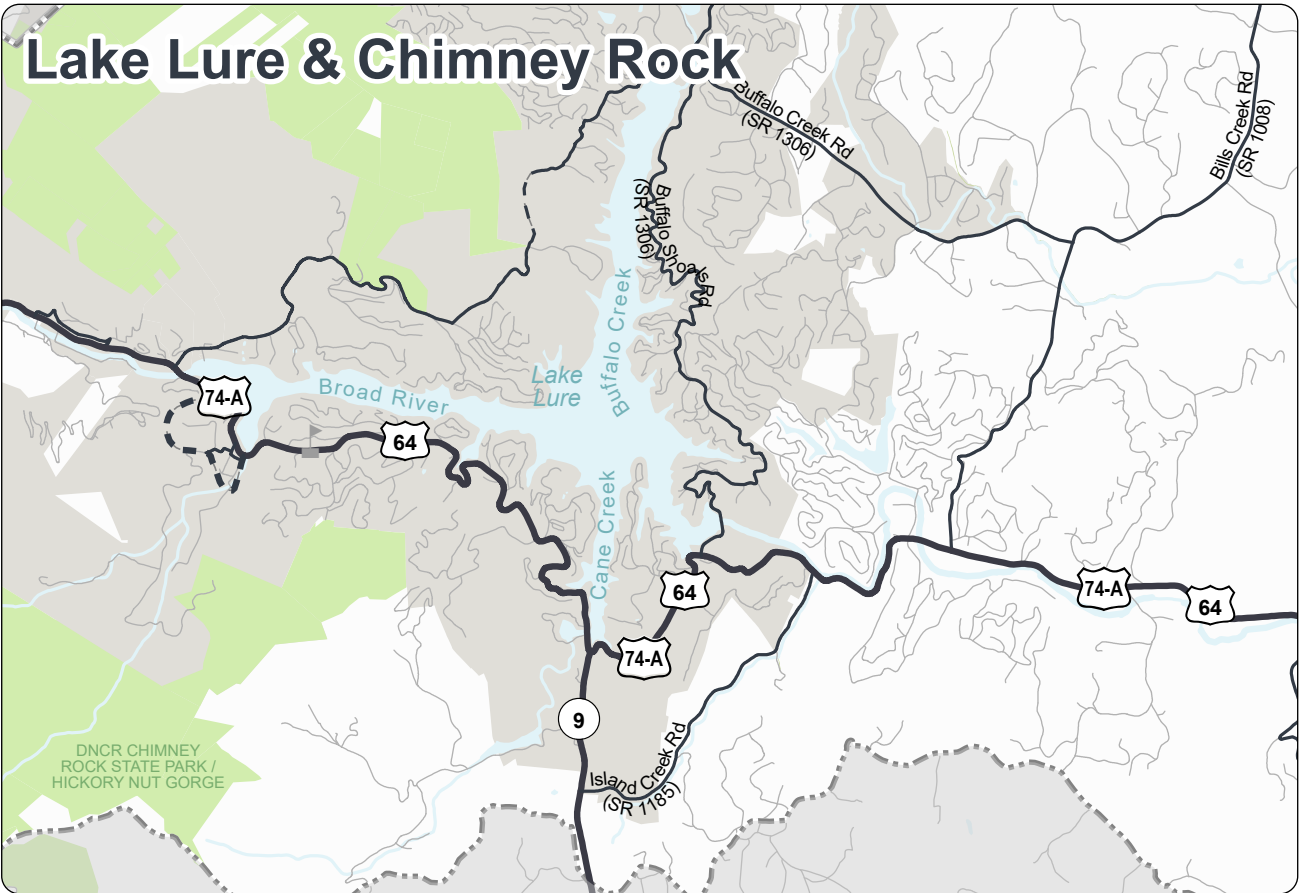 Lake Lure & Chimney Rock
Buffalo Creek Rd
(SR 1306)
Bills Creek Rd
(SR 1008)
Buffalo Shoals Rd
(SR 1306)
Buffalo Creek
Lake
Lure
Broad River
74-A
64
Cane Creek
64
74-A
74-A
64
9
Island Creek Rd
(SR 1185)
DNCR CHIMNEY
ROCK STATE PARK /
HICKORY NUT GORGE